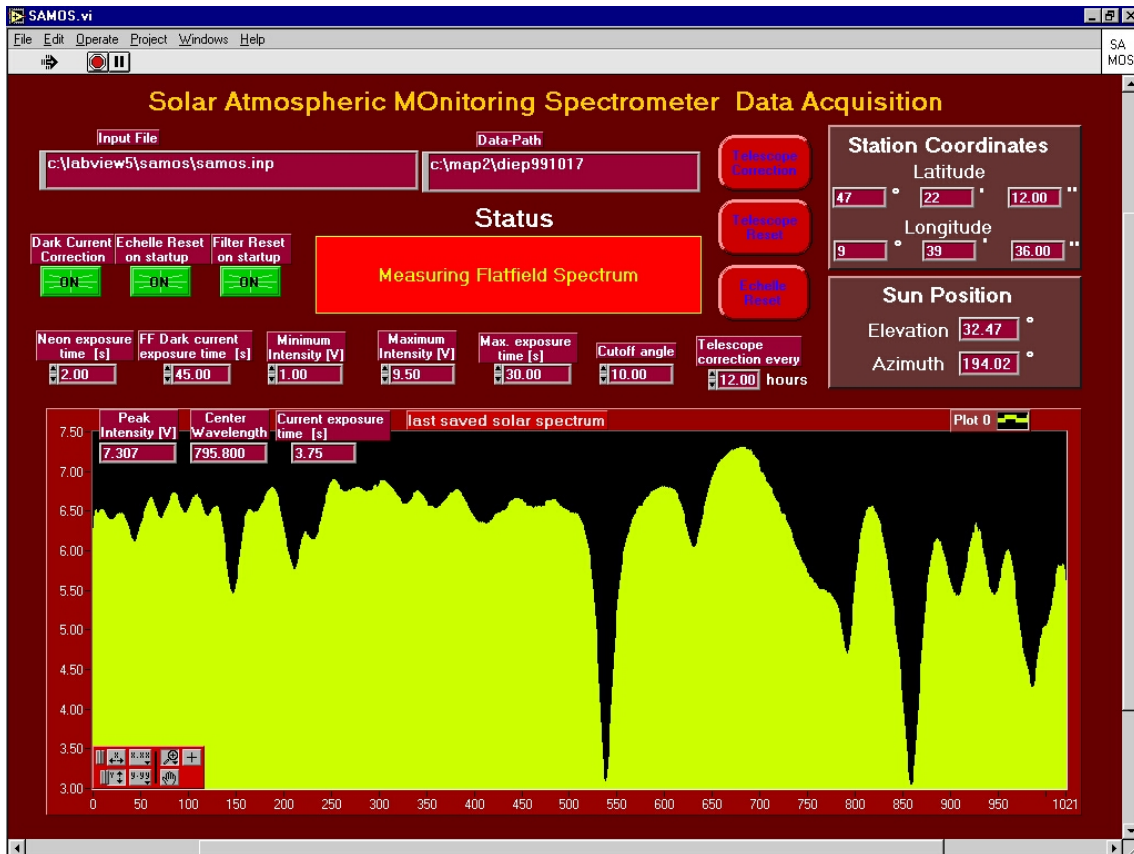 SAMOS.vi
File Edit Operate Project Windows Help
SA
MOS
Solar Atmospheric MOnitoring Spectrometer Data Acquisition
Input File
c:\labview5\samos\samos.inp
Data-Path
c:\map2\diep991017
Telescope
Correction
Telescope
Reset
Echelle
Reset
Station Coordinates
Latitude
47 ° 22 ' 12.00 "
Longitude
9 ° 39 ' 36.00 "
Status
Measuring Flatfield Spectrum
Dark Current
Correction
ON
Echelle Reset
on startup
ON
Filter Reset
on startup
ON
Sun Position
Elevation 32.47 °
Azimuth 194.02 °
Neon exposure
time [s]
2.00
FF Dark current
exposure time [s]
45.00
Minimum
Intensity [V]
1.00
Maximum
Intensity [V]
9.50
Max. exposure
time [s]
30.00
Cutoff angle
10.00
Telescope
correction every
12.00 hours
Peak
Intensity [V]
7.307
Center
Wavelength
795.800
Current exposure
time [s]
3.75
last saved solar spectrum
Plot 0
7.50
7.00
6.50
6.00
5.50
5.00
4.50
4.00
3.50
3.00
X
X.XX
Y
Y.YY
0 50 100 150 200 250 300 350 400 450 500 550 600 650 700 750 800 850 900 950 1021